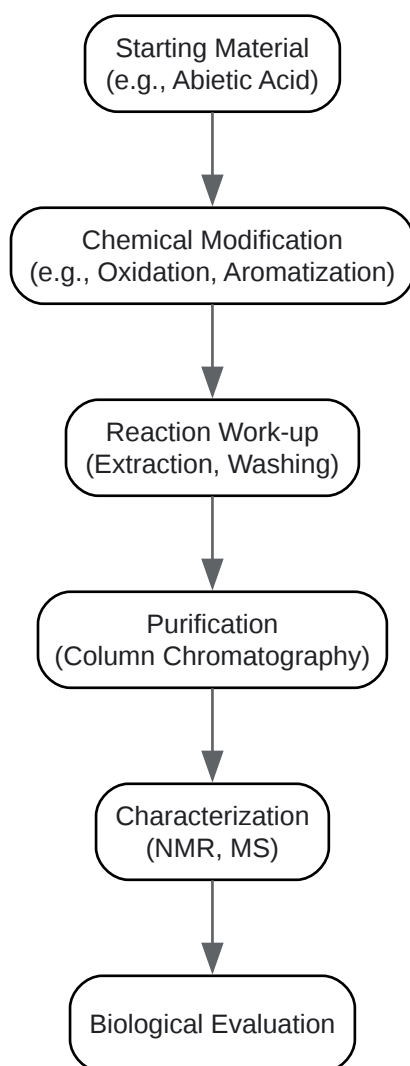 Starting Material
(e.g., Abietic Acid)
Chemical Modification
(e.g., Oxidation, Aromatization)
Reaction Work-up
(Extraction, Washing)
Purification
(Column Chromatography)
Characterization
(NMR, MS)
Biological Evaluation